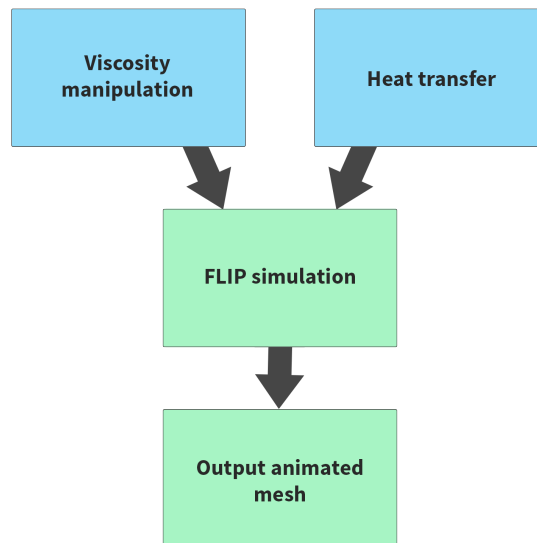 Viscosity
manipulation
Heat transfer
FLIP simulation
Output animated
mesh